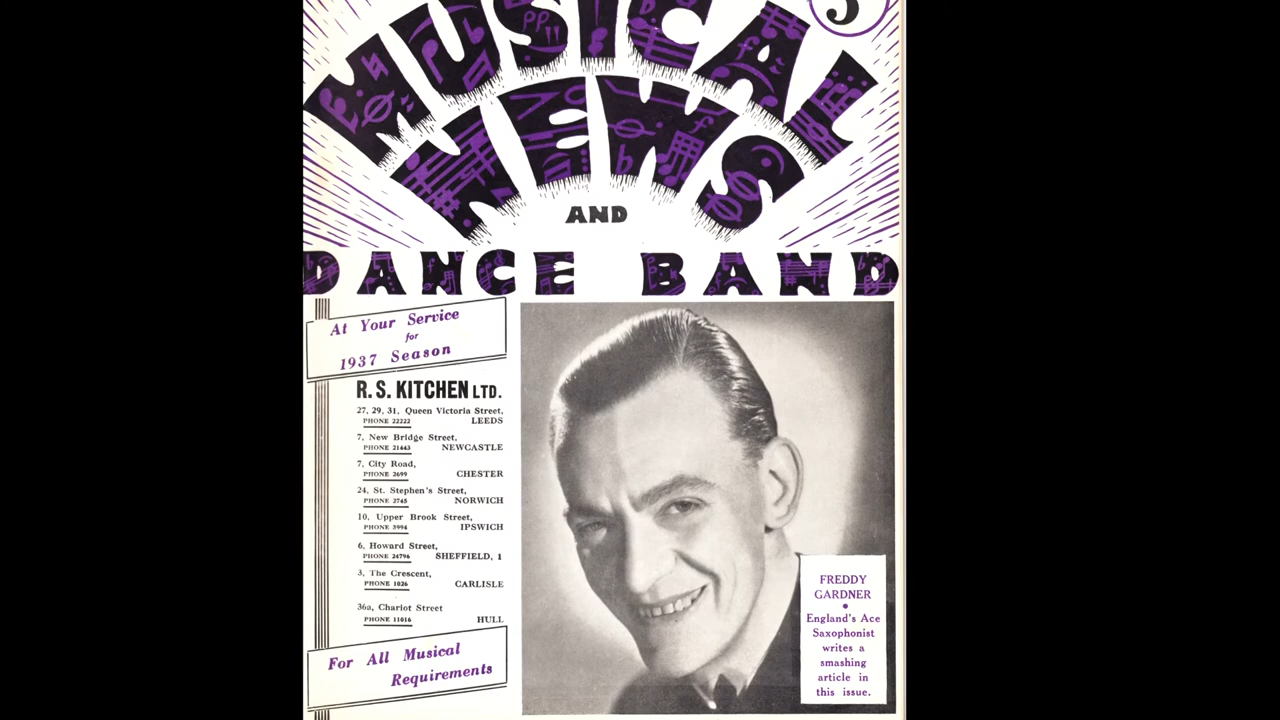 MUSICAL
NEWS
AND
DANCE BAND
At Your Service
for
1937 Season
R. S. KITCHEN LTD.
27, 29, 31, Queen Victoria Street,
PHONE 22222 LEEDS
7, New Bridge Street,
PHONE 21443 NEWCASTLE
7, City Road,
PHONE 2699 CHESTER
24, St. Stephen's Street,
PHONE 2745 NORWICH
10, Upper Brook Street,
PHONE 3994 IPSWICH
6, Howard Street,
PHONE 24796 SHEFFIELD, 1
3, The Crescent,
PHONE 1026 CARLISLE
36a, Chariot Street
PHONE 11016 HULL
For All Musical
Requirements
FREDDY
GARDNER
•
England's Ace
Saxophonist
writes a
smashing
article in
this issue.